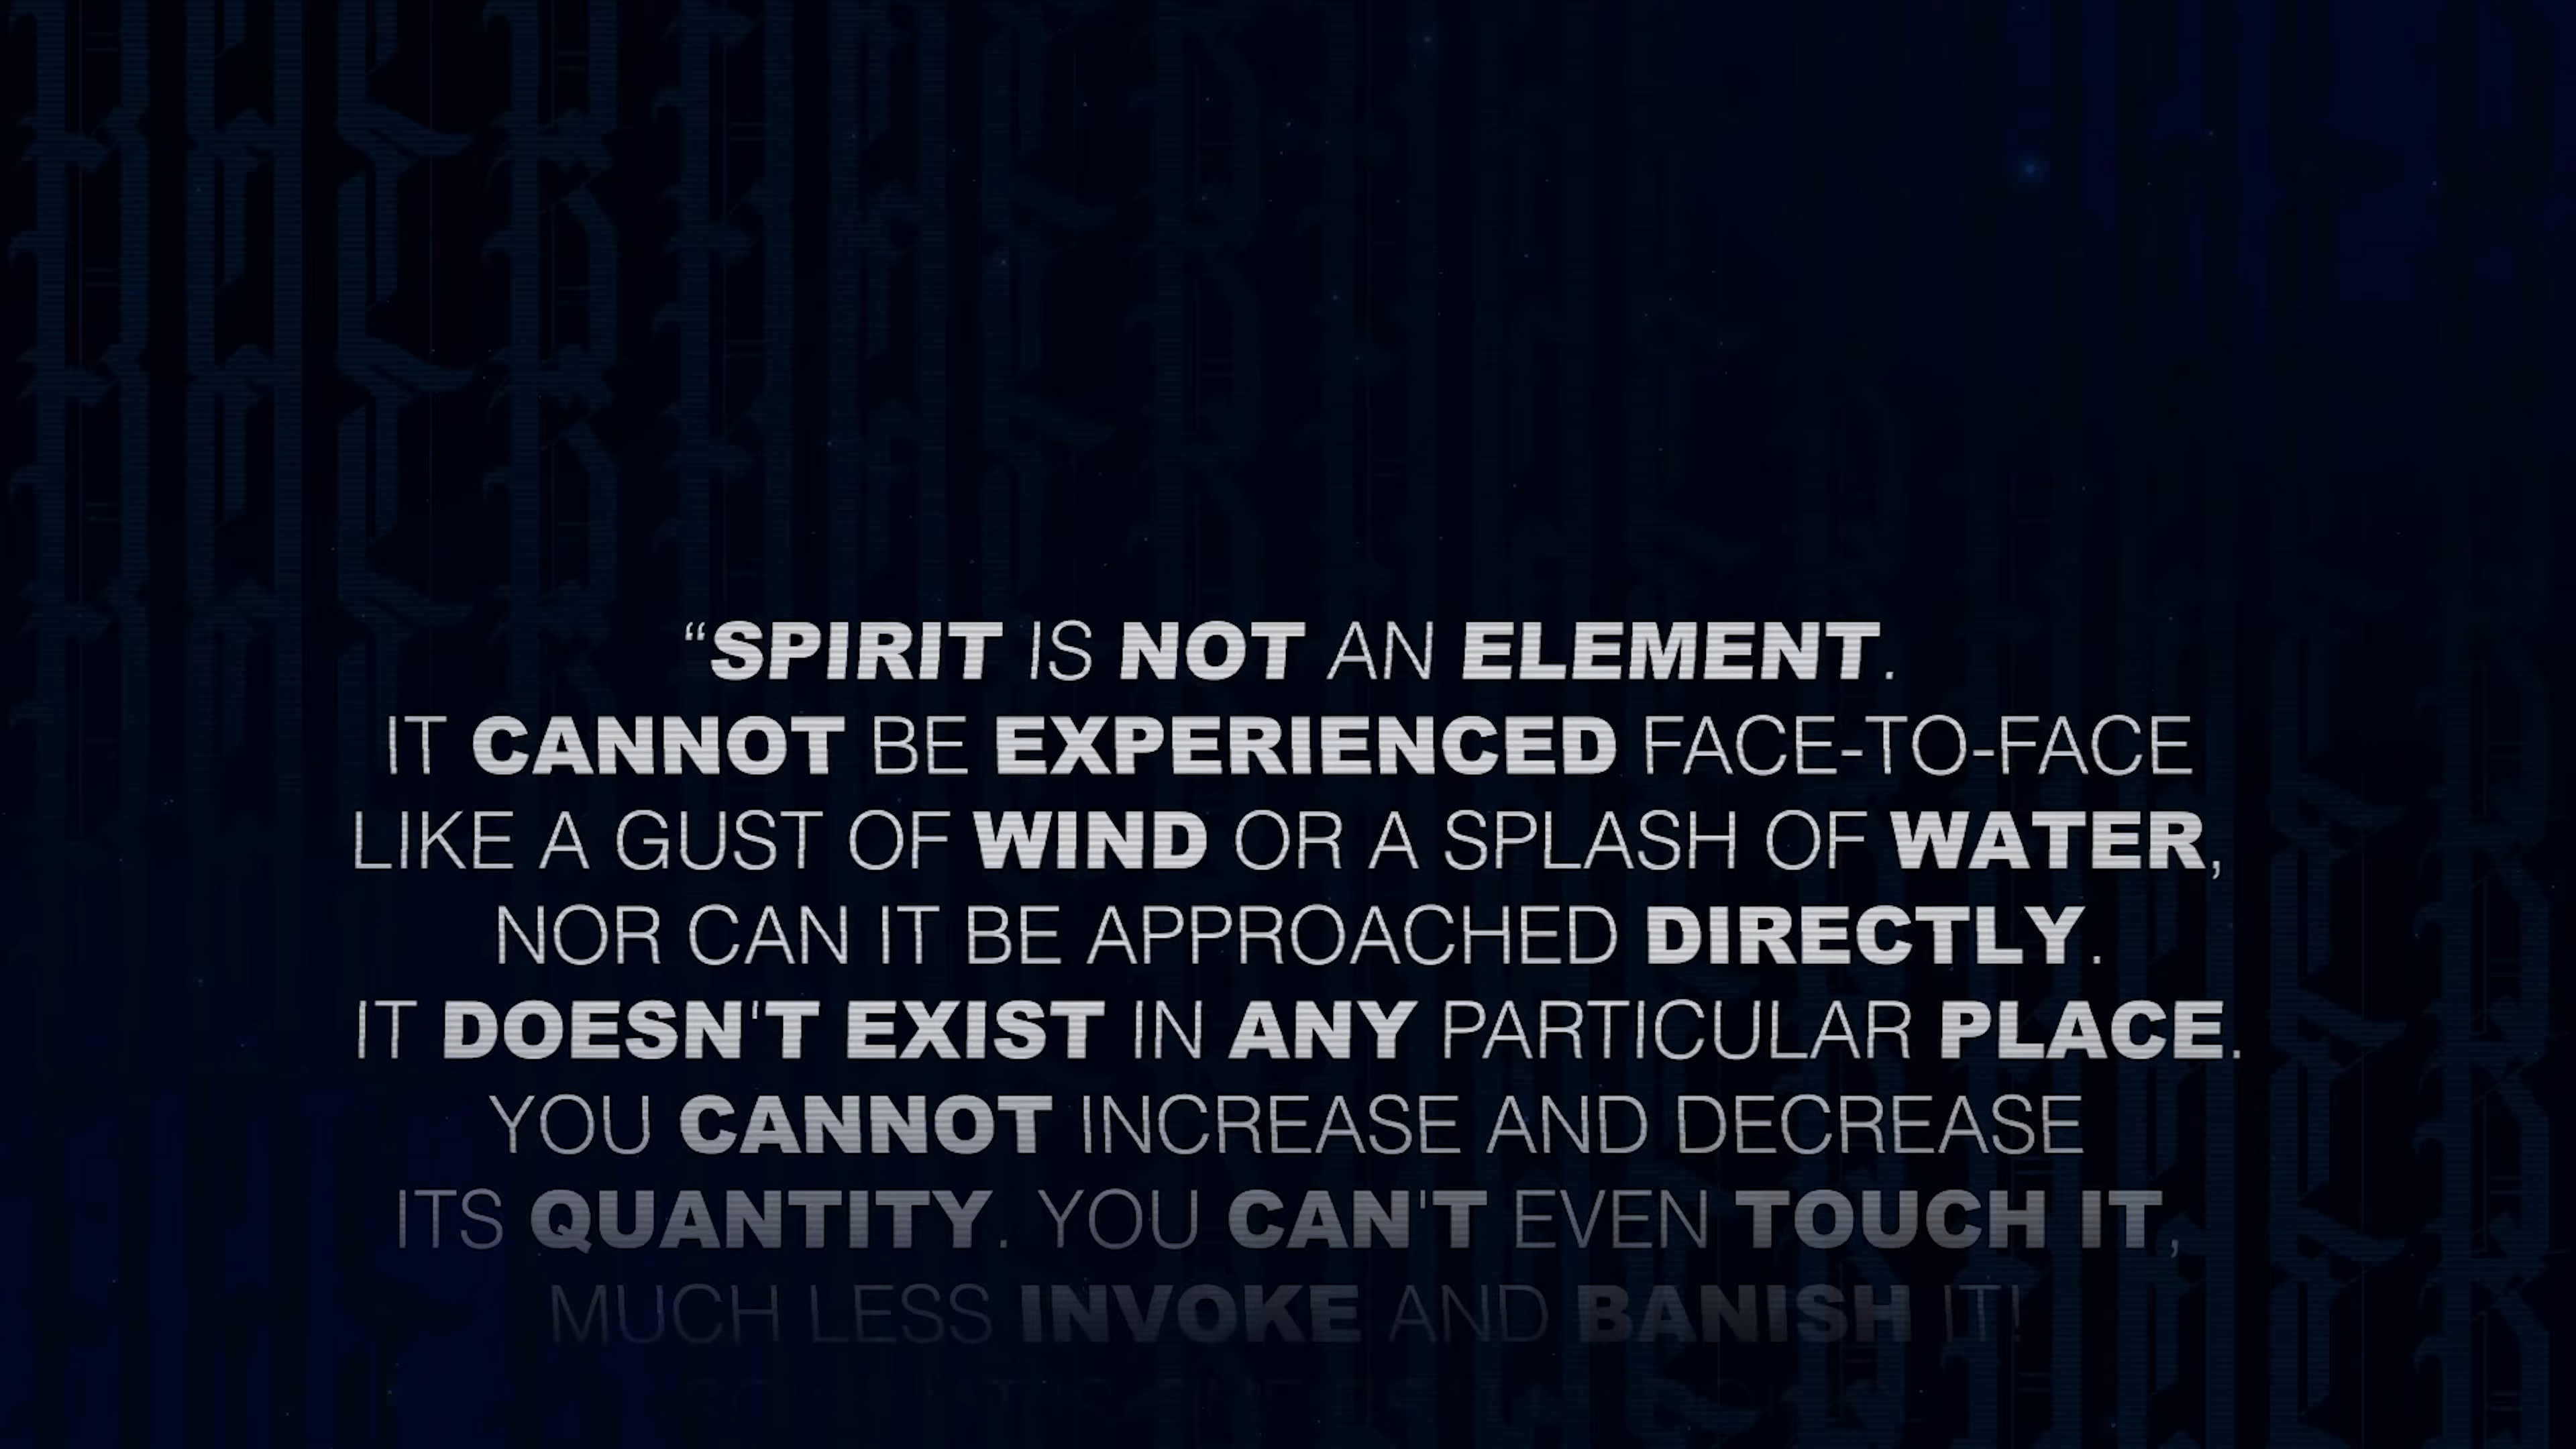 “SPIRIT IS NOT AN ELEMENT.
IT CANNOT BE EXPERIENCED FACE-TO-FACE
LIKE A GUST OF WIND OR A SPLASH OF WATER,
NOR CAN IT BE APPROACHED DIRECTLY.
IT DOESN'T EXIST IN ANY PARTICULAR PLACE.
YOU CANNOT INCREASE AND DECREASE
ITS QUANTITY. YOU CAN'T EVEN TOUCH IT,
MUCH LESS INVOKE AND BANISH IT!